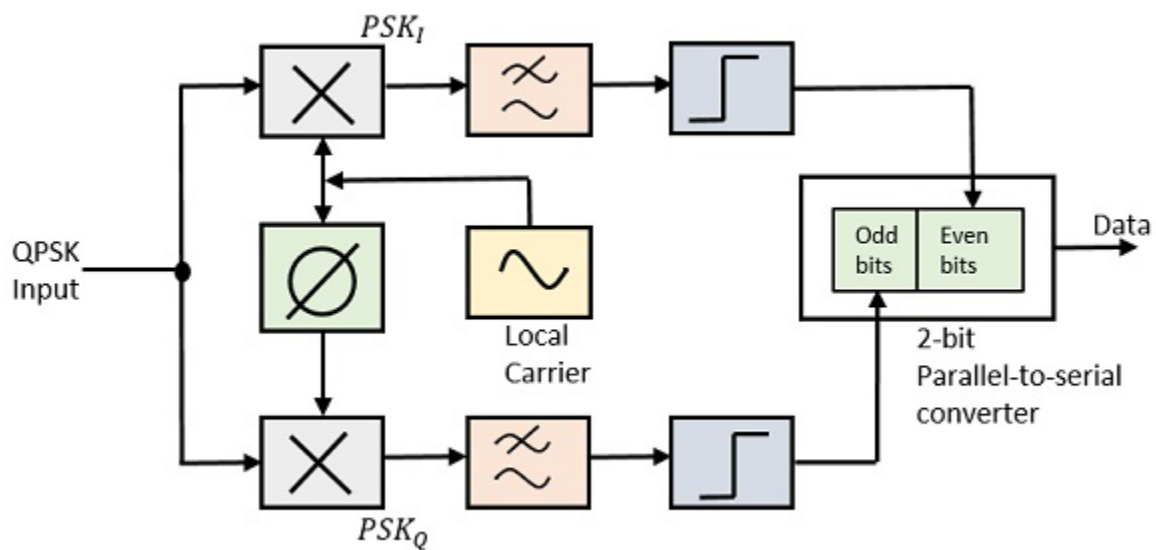 PSK_I
QPSK
Input
Local
Carrier
Odd
bits
Even
bits
Data
2-bit
Parallel-to-serial
converter
PSK_Q